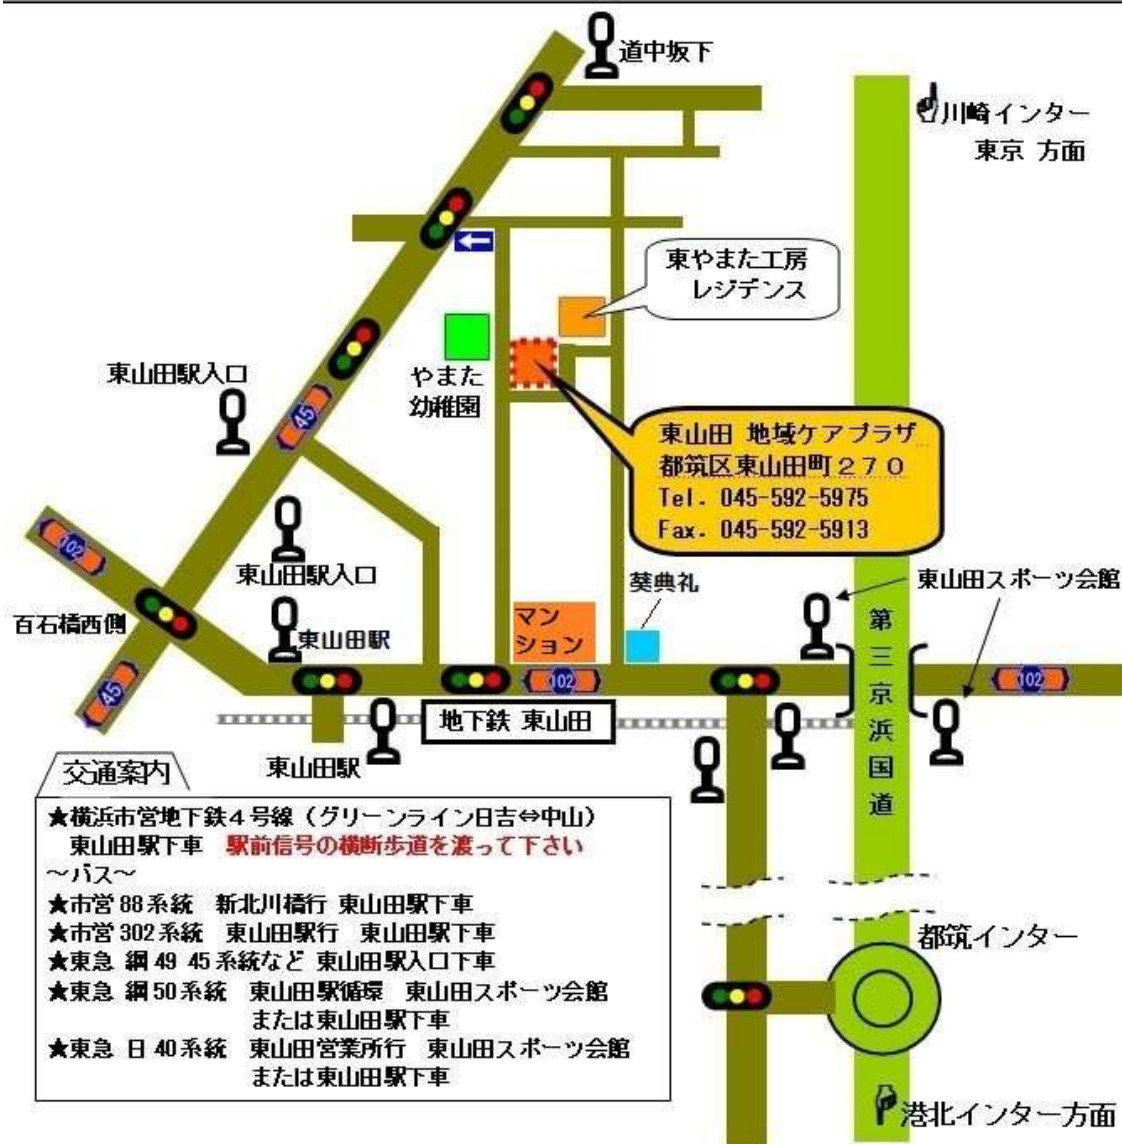 道中坂下
川崎インター
東京 方面
東やまた工房
レジデンス
東山田駅入口
45
やまた
幼稚園
東山田 地域ケアプラザ
都筑区東山田町270
Tel. 045-592-5975
Fax. 045-592-5913
102
東山田駅入口
葵典礼
東山田スポーツ会館
百石橋西側
東山田駅
マン
ション
第三京浜国道
45
102
102
地下鉄 東山田
東山田駅
交通案内
★横浜市営地下鉄4号線(グリーンライン日吉⇔中山)
東山田駅下車 駅前信号の横断歩道を渡って下さい
~バス~
★市営88系統 新北川橋行 東山田駅下車
★市営302系統 東山田駅行 東山田駅下車
★東急 綱49 45系統など 東山田駅入口下車
★東急 綱50系統 東山田駅循環 東山田スポーツ会館
または東山田駅下車
★東急 日40系統 東山田営業所行 東山田スポーツ会館
または東山田駅下車
都筑インター
港北インター方面